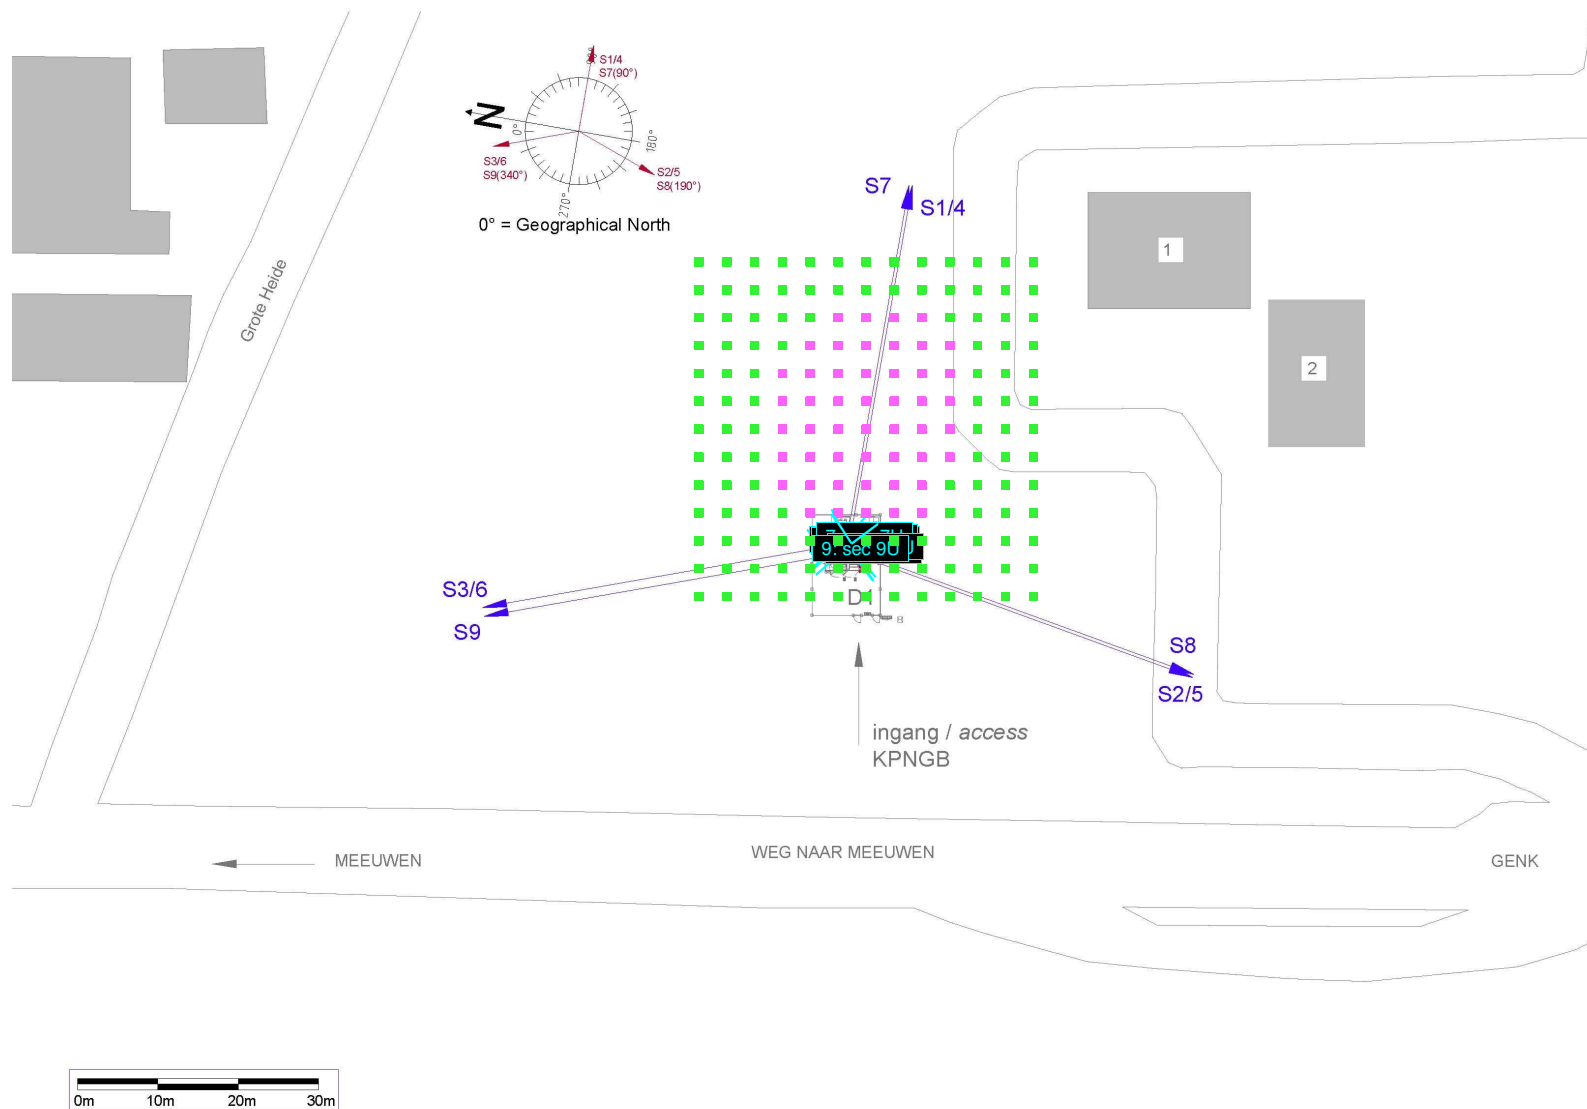 S1/4
S7(90°)
N
0°
180°
S3/6
S9(340°)
S2/5
S8(190°)
270°
0° = Geographical North
S7
S1/4
1
Grote Heide
2
9: sec 9U
S3/6
D1
S9
S8
S2/5
ingang / access
KPNGB
WEG NAAR MEEUWEN
MEEUWEN
GENK
0m
10m
20m
30m